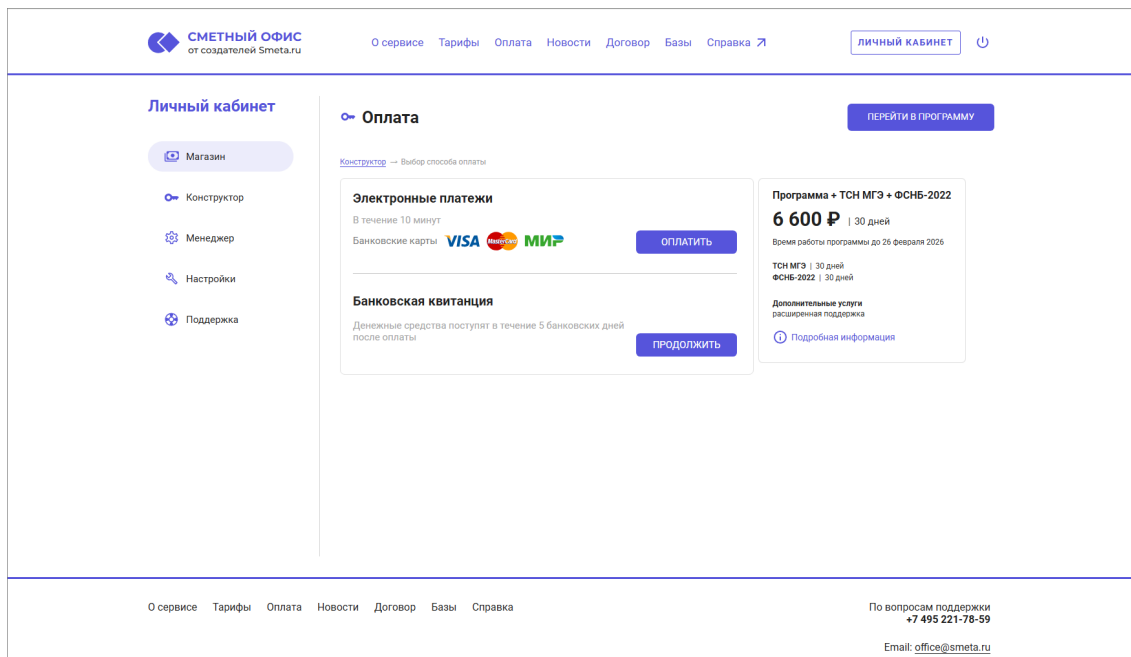 СМЕТНЫЙ ОФИС
от создателей Smeta.ru
О сервисе Тарифы Оплата Новости Договор Базы Справка
ЛИЧНЫЙ КАБИНЕТ
Личный кабинет
Магазин
Конструктор
Менеджер
Настройки
Поддержка
Оплата
ПЕРЕЙТИ В ПРОГРАММУ
Конструктор → Выбор способа оплаты
Электронные платежи
В течение 10 минут
Банковские карты VISA MasterCard МИР
ОПЛАТИТЬ
Банковская квитанция
Денежные средства поступят в течение 5 банковских дней
после оплаты
ПРОДОЛЖИТЬ
Программа + ТСН МГЭ + ФСНБ-2022
6 600 ₽ | 30 дней
Время работы программы до 26 февраля 2026
ТСН МГЭ | 30 дней
ФСНБ-2022 | 30 дней
Дополнительные услуги
расширенная поддержка
Подробная информация
О сервисе Тарифы Оплата Новости Договор Базы Справка
По вопросам поддержки
+7 495 221-78-59
Email: office@smeta.ru